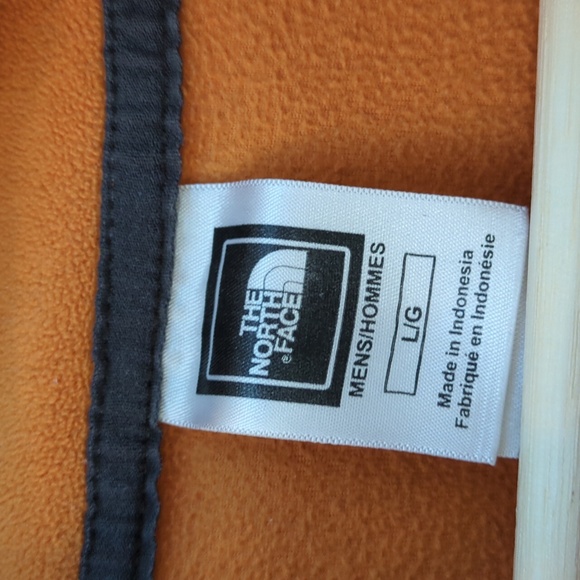 THE
NORTH
®FACE
MENS/HOMMES
L/G
Made in Indonesia
Fabriqué en Indonésie